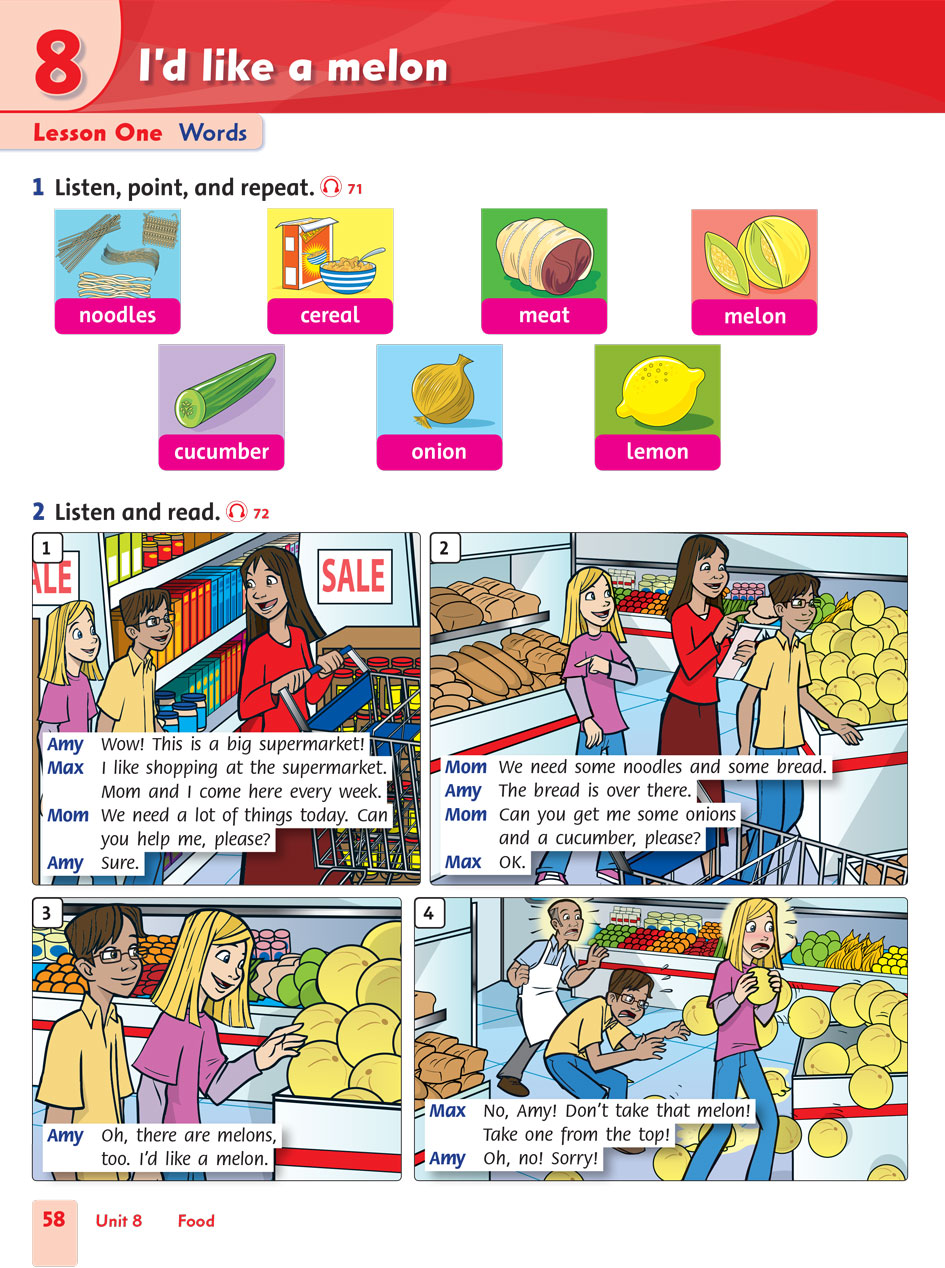 8
I'd like a melon
Lesson One Words
1 Listen, point, and repeat. 71
noodles
cereal
meat
melon
cucumber
onion
lemon
2 Listen and read. 72
1
ALE
SALE
Amy Wow! This is a big supermarket!
Max I like shopping at the supermarket.
Mom and I come here every week.
Mom We need a lot of things today. Can
you help me, please?
Amy Sure.
2
Mom We need some noodles and some bread.
Amy The bread is over there.
Mom Can you get me some onions
and a cucumber, please?
Max OK.
3
Amy Oh, there are melons,
too. I'd like a melon.
4
Max No, Amy! Don't take that melon!
Take one from the top!
Amy Oh, no! Sorry!
58 Unit 8 Food